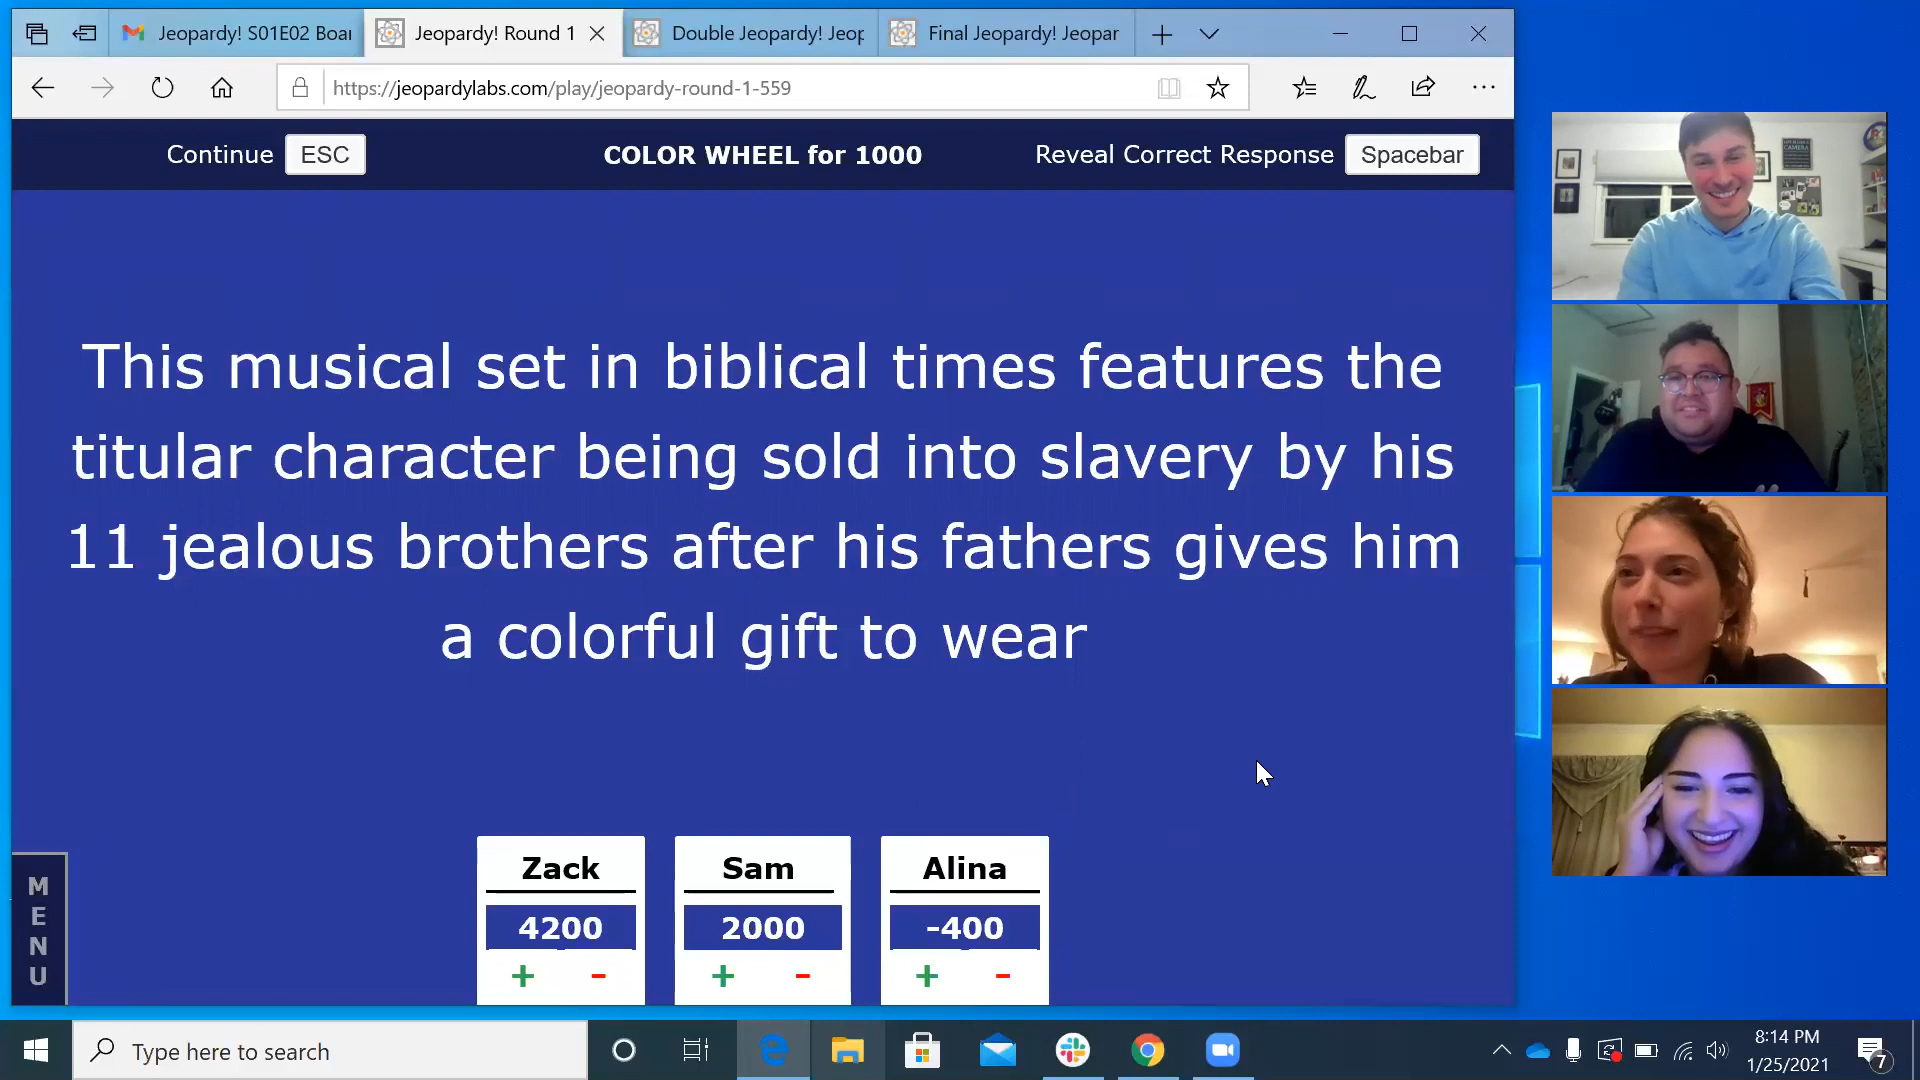 Jeopardy! S01E02 Boar
Jeopardy! Round 1
Double Jeopardy! Jeop
Final Jeopardy! Jeopar
https://jeopardylabs.com/play/jeopardy-round-1-559
Continue ESC
COLOR WHEEL for 1000
Reveal Correct Response Spacebar
This musical set in biblical times features the
titular character being sold into slavery by his
11 jealous brothers after his fathers gives him
a colorful gift to wear
MENU
Zack
4200
+ -
Sam
2000
+ -
Alina
-400
+ -
Type here to search
8:14 PM
1/25/2021
7